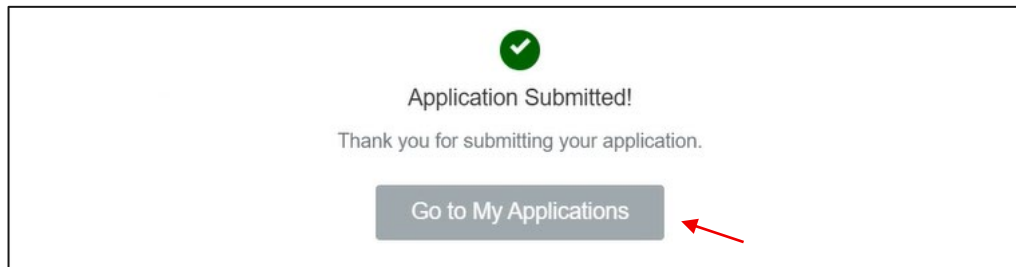 Application Submitted!
Thank you for submitting your application.
Go to My Applications